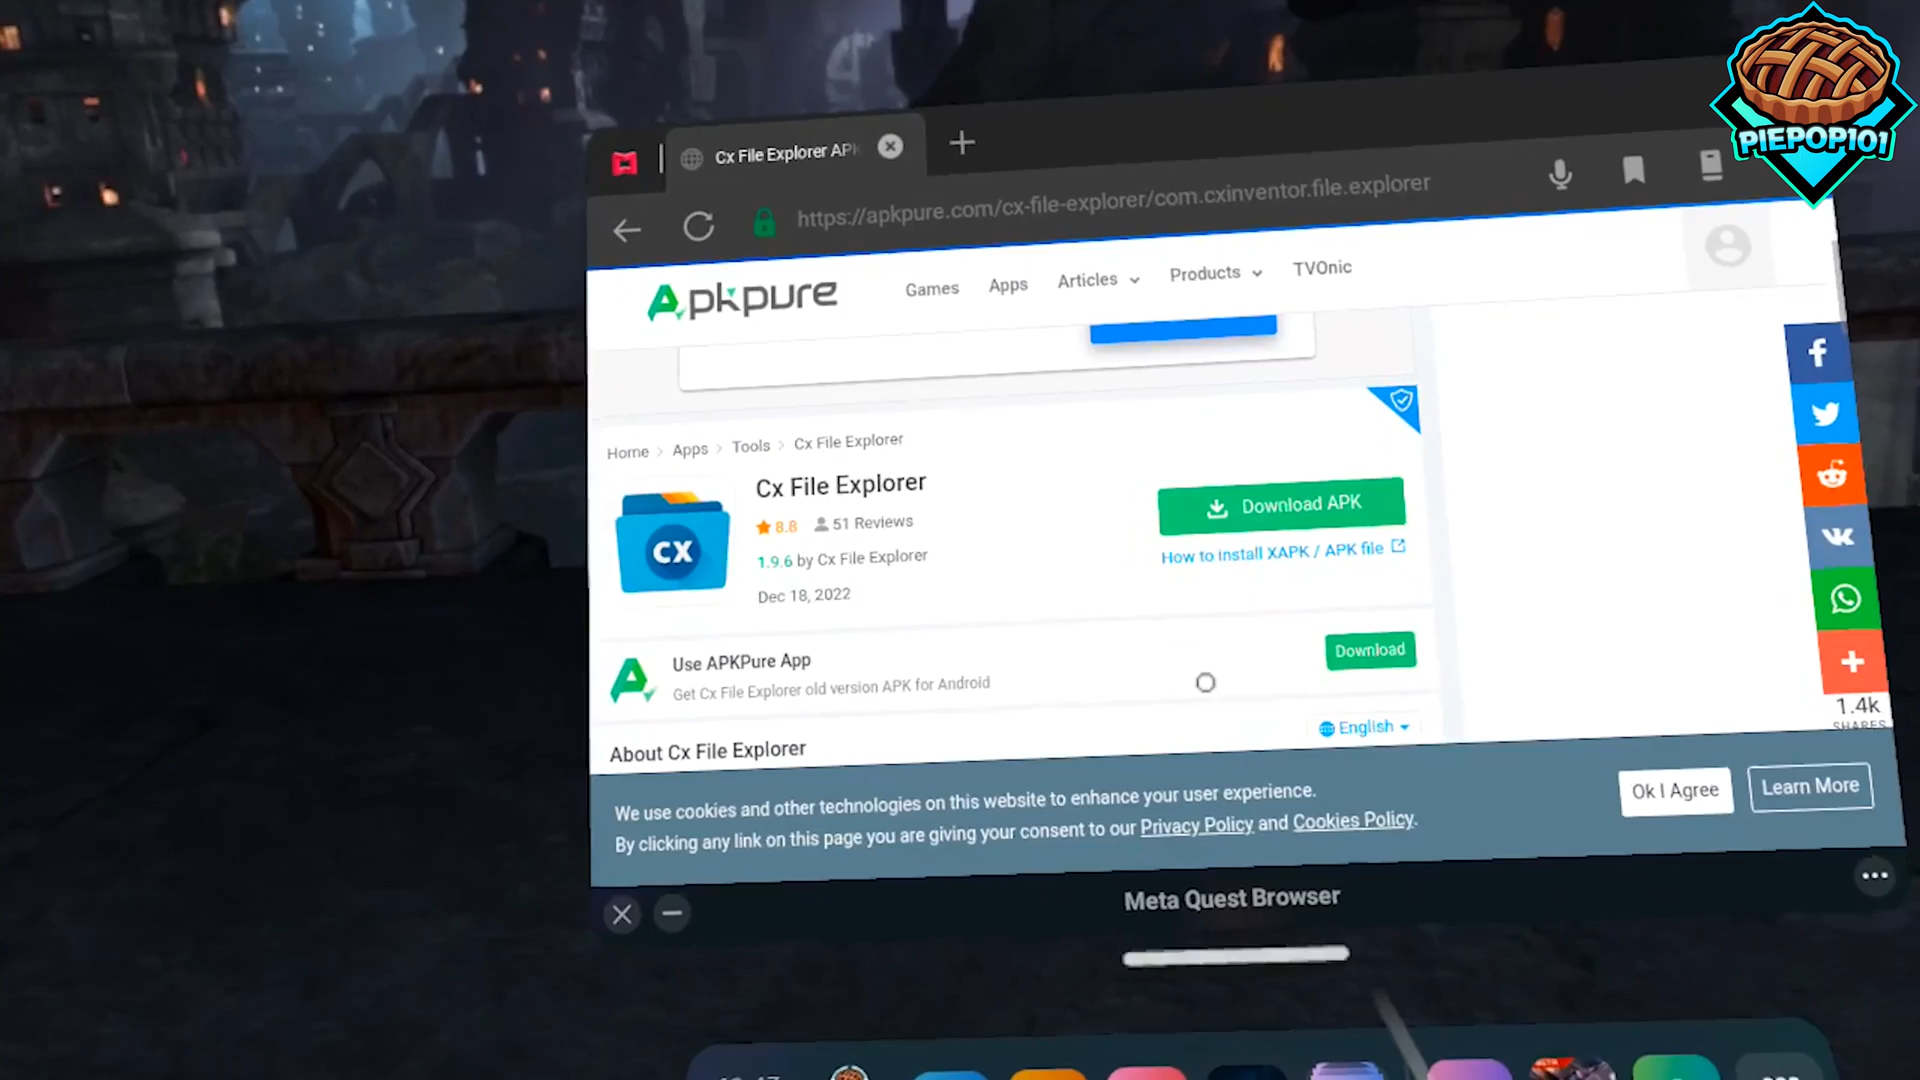 PIEPOP101
Cx File Explorer APK
https://apkpure.com/cx-file-explorer/com.cxinventor.file.explorer
Apkpure
Games
Apps
Articles
Products
TVOnic
Home > Apps > Tools > Cx File Explorer
Cx File Explorer
8.8
51 Reviews
1.9.6 by Cx File Explorer
Dec 18, 2022
CX
Download APK
How to install XAPK / APK file
Use APKPure App
Get Cx File Explorer old version APK for Android
Download
English
About Cx File Explorer
1.4k
SHARES
We use cookies and other technologies on this website to enhance your user experience.
By clicking any link on this page you are giving your consent to our Privacy Policy and Cookies Policy.
Ok I Agree
Learn More
Meta Quest Browser